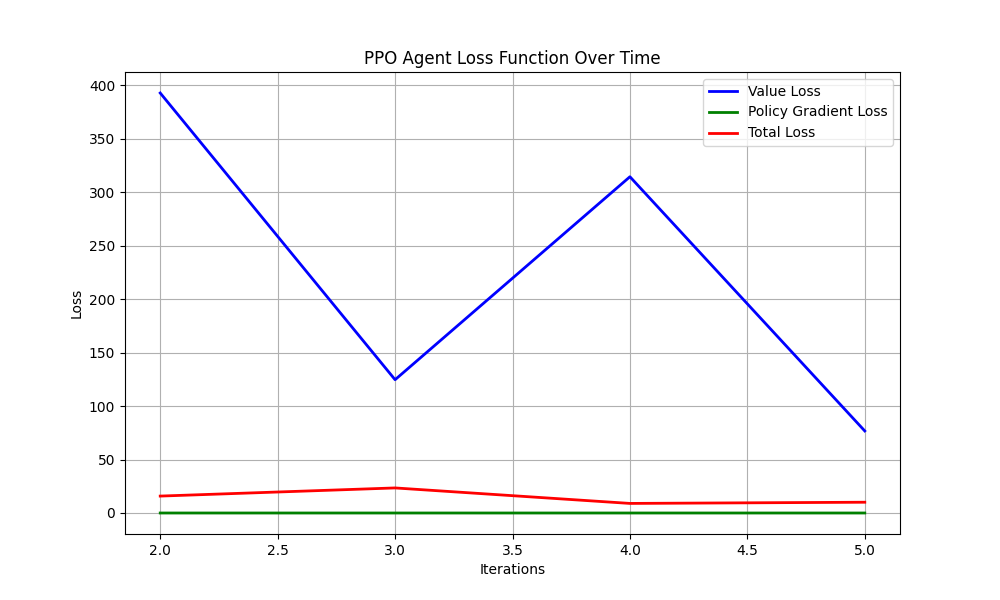 PPO Agent Loss Function Over Time
Value Loss
Policy Gradient Loss
Total Loss
400
350
300
250
200
150
100
50
0
Loss
2.0 2.5 3.0 3.5 4.0 4.5 5.0
Iterations